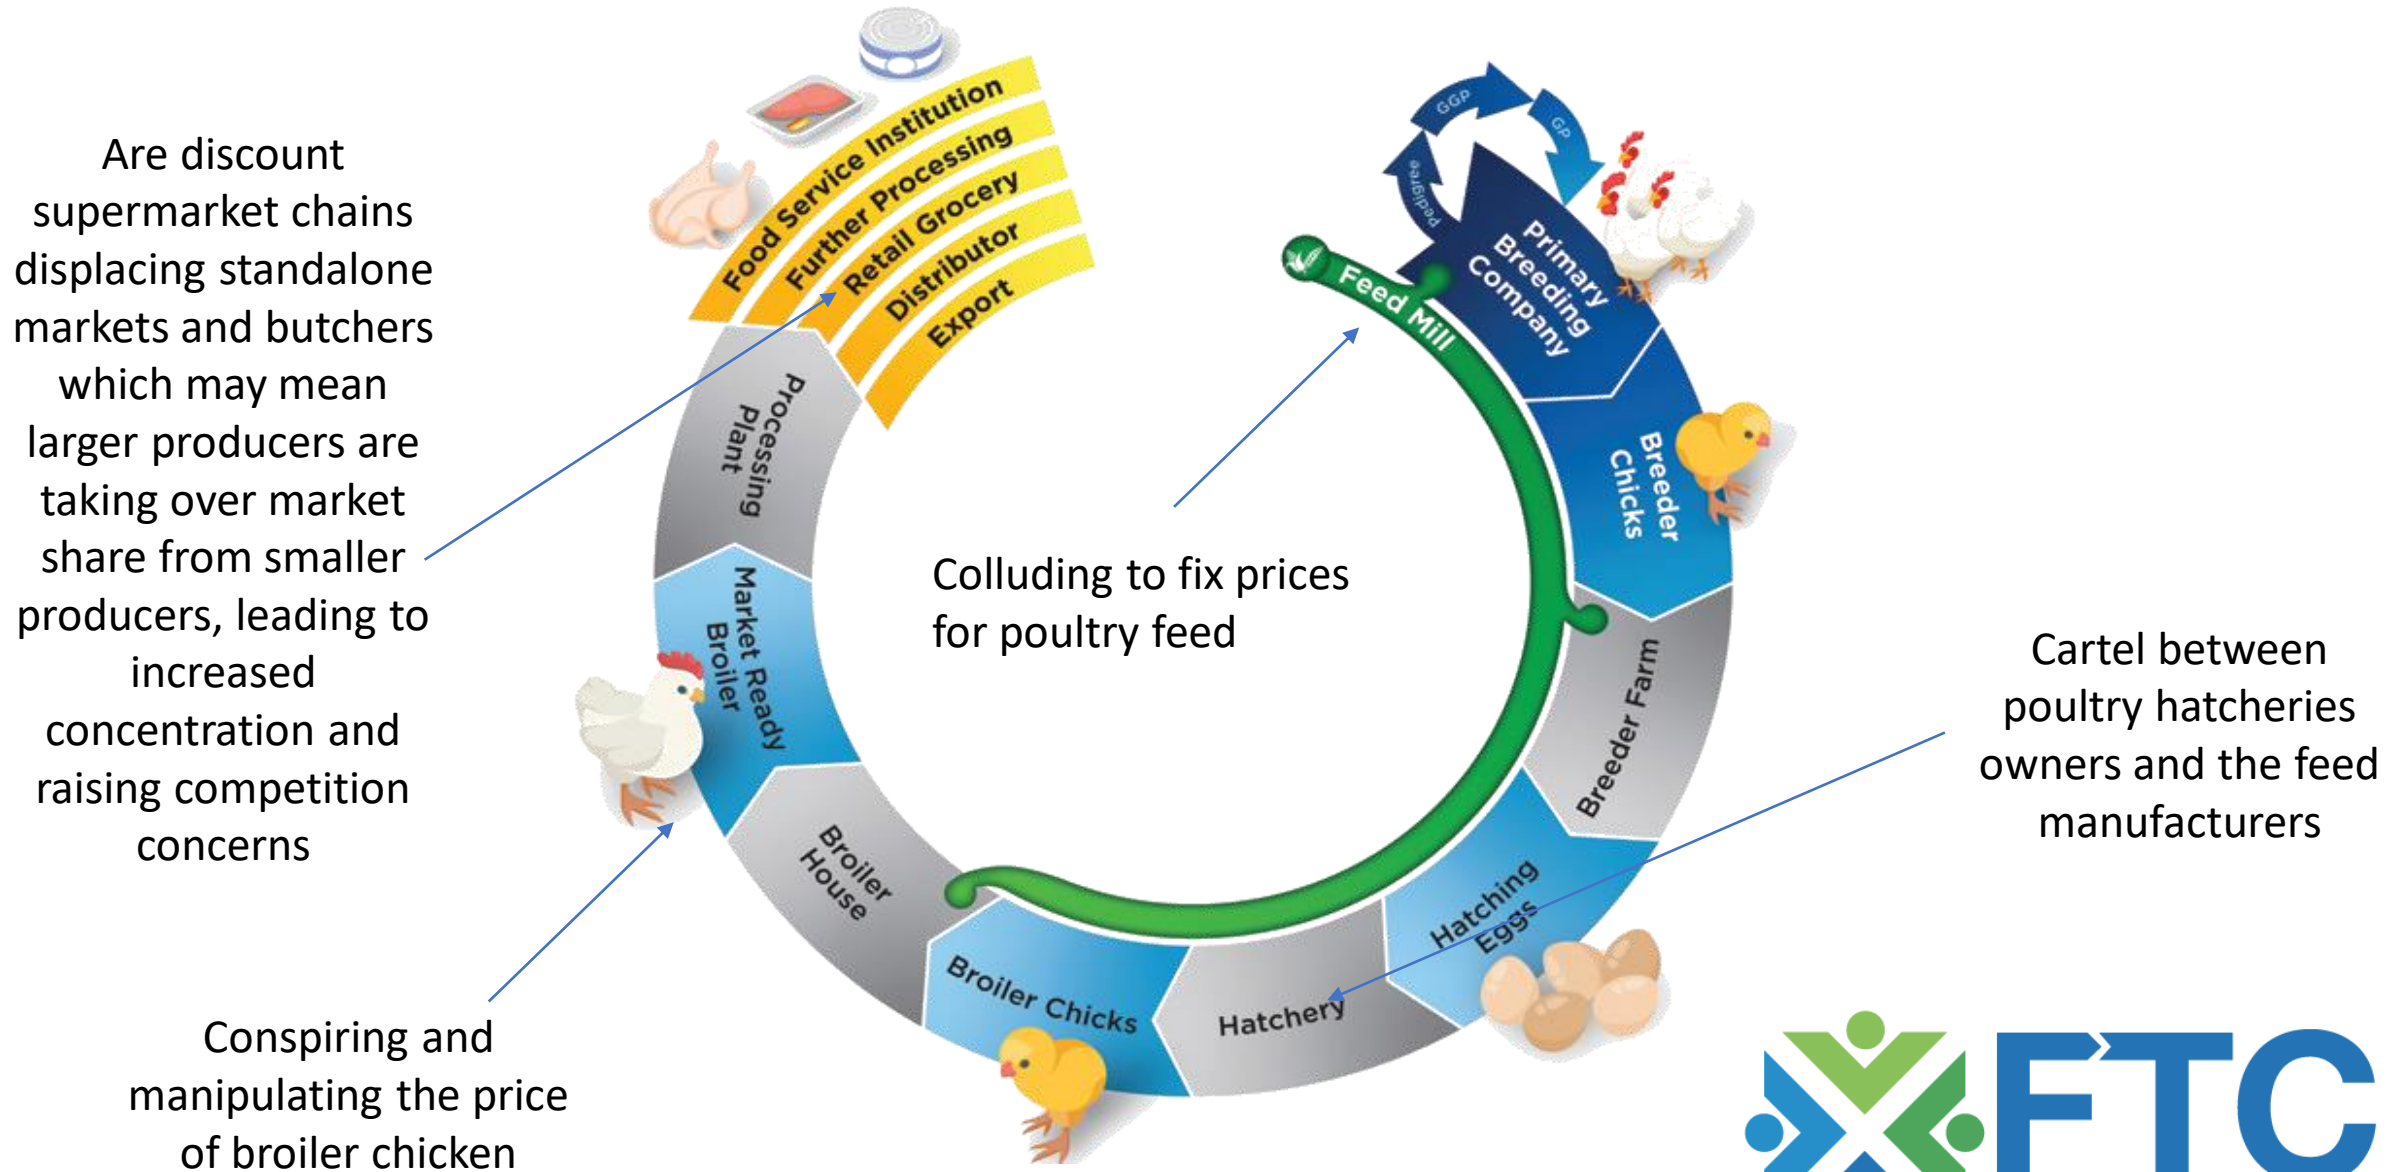 Are discount
supermarket chains
displacing standalone
markets and butchers
which may mean
larger producers are
taking over market
share from smaller
producers, leading to
increased
concentration and
raising competition
concerns
Food Service Institution
Further Processing
Retail Grocery
Distributor
Export
Processing
Plant
Market Ready
Broiler
Broiler
House
Broiler Chicks
Hatchery
Hatching
Eggs
Breeder Farm
Breeder
Chicks
Primary
Breeding
Company
Pedigree
GGP
GP
Feed Mill
Colluding to fix prices
for poultry feed
Cartel between
poultry hatcheries
owners and the feed
manufacturers
Conspiring and
manipulating the price
of broiler chicken
FTC